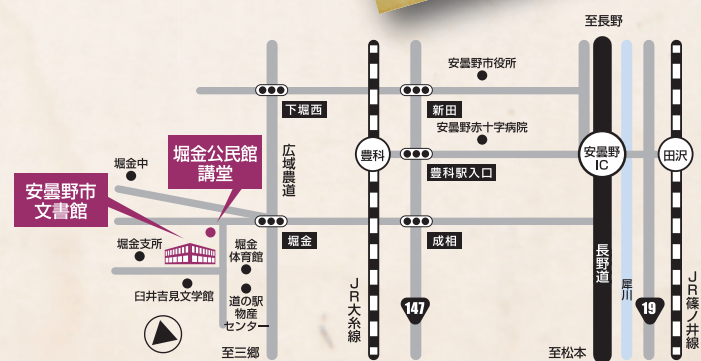 至長野
安曇野市役所
下堀西
新田
安曇野赤十字病院
堀金公民館
講堂
広域農道
豊科
安曇野
IC
田沢
堀金中
豊科駅入口
安曇野市
文書館
堀金支所
堀金
体育館
堀金
成相
長野道
犀川
JR篠ノ井線
JR大糸線
臼井吉見文学館
道の駅
物産
センター
147
19
至三郷
至松本